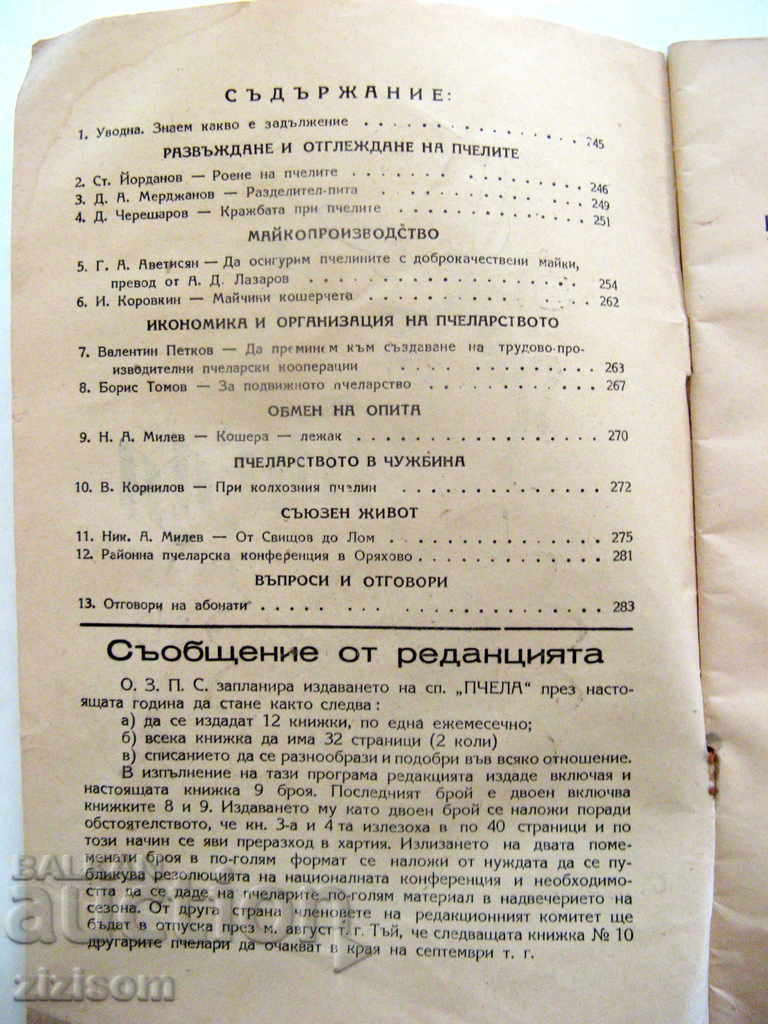 СЪДЪРЖАНИЕ:
1. Уводна. Знаем какво е задължение . . . . . . . . . . . 245
РАЗВЪЖДАНЕ И ОТГЛЕЖДАНЕ НА ПЧЕЛИТЕ
2. Ст. Йорданов — Роене на пчелите . . . . . . . . . . . 246
3. Д. А. Мерджанов — Разделител-пита . . . . . . . . . . . 249
4. Д. Черешаров — Кражбата при пчелите . . . . . . . . . . . 251
МАЙКОПРОИЗВОДСТВО
5. Г. А. Аветисян — Да осигурим пчелините с доброкачествени майки,
превод от А. Д. Лазаров . . . . . . . . . . . 254
6. И. Коровкин — Майчики кошерчета . . . . . . . . . . . 262
ИКОНОМИКА И ОРГАНИЗАЦИЯ НА ПЧЕЛАРСТВОТО
7. Валентин Петков — Да преминем към създаване на трудово-про-
изводителни пчеларски кооперации . . . . . . . . . . . 263
8. Борис Томов — За подвижното пчеларство . . . . . . . . . . . 267
ОБМЕН НА ОПИТА
9. Н. А. Милев — Кошера — лежак . . . . . . . . . . . 270
ПЧЕЛАРСТВОТО В ЧУЖБИНА
10. В. Корнилов — При колхозния пчелин . . . . . . . . . . . 272
СЪЮЗЕН ЖИВОТ
11. Ник. А. Милев — От Свищов до Лом . . . . . . . . . . . 275
12. Районна пчеларска конференция в Оряхово . . . . . . . . . . . 281
ВЪПРОСИ И ОТГОВОРИ
13. Отговори на абонати . . . . . . . . . . . 283
Съобщение от реданцията
О. З. П. С. запланира издаването на сп. „ПЧЕЛА“ през насто-
ящата година да стане както следва :
а) да се издадат 12 книжки, по една ежемесечно;
б) всека книжка да има 32 страници (2 коли)
в) списанието да се разнообрази и подобри във всяко отношение.
В изпълнение на тази програма редакцията издаде включая и
настоящата книжка 9 броя. Последният брой е двоен включва
книжките 8 и 9. Издаването му като двоен брой се наложи поради
обстоятелството, че кн. 3-а и 4 та излезоха в по 40 страници и по
този начин се яви преразход в хартия. Излизането на двата поме-
менати броя в по-голям формат се наложи от нуждата да се пу-
бликува резолюцията на националната конференция и необходимо-
стта да се даде на пчеларите по-голям материал в надвечерието на
сезона. От друга страна членовете на редакционният комитет ще
бъдат в отпуска през м. август т. г. Тъй, че следващата книжка № 10
другарите пчелари да очакват в края на септември т. г.
BALKAN
auction
zizisom